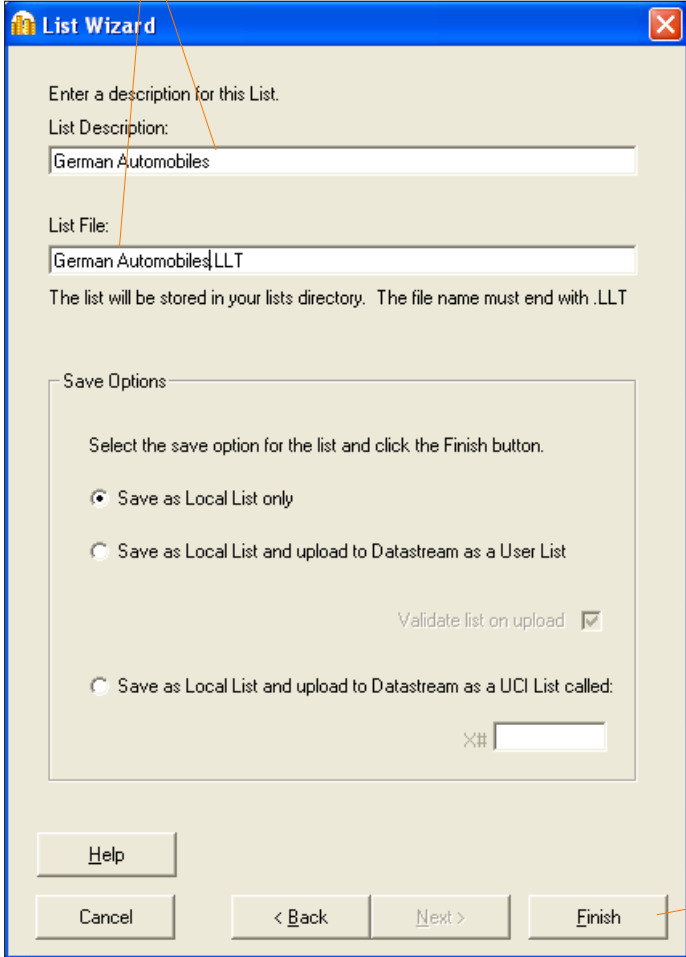 List Wizard
Enter a description for this List.
List Description:
German Automobiles
List File:
German Automobiles.LLT
The list will be stored in your lists directory. The file name must end with .LLT
Save Options
Select the save option for the list and click the Finish button.
Save as Local List only
Save as Local List and upload to Datastream as a User List
Validate list on upload
Save as Local List and upload to Datastream as a UCI List called:
X#
Help
Cancel
< Back
Next >
Finish